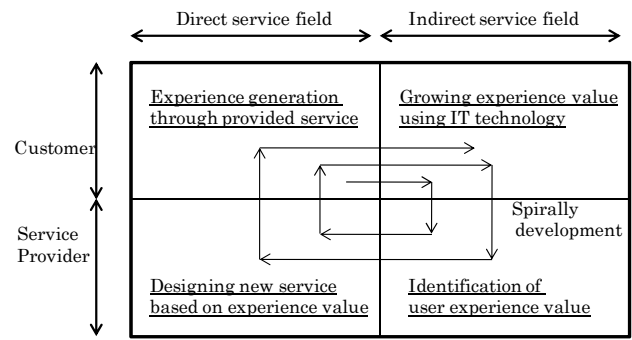 Direct service field
Indirect service field
Experience generation
through provided service
Growing experience value
using IT technology
Customer
Service
Provider
Spirally
development
Designing new service
based on experience value
Identification of
user experience value